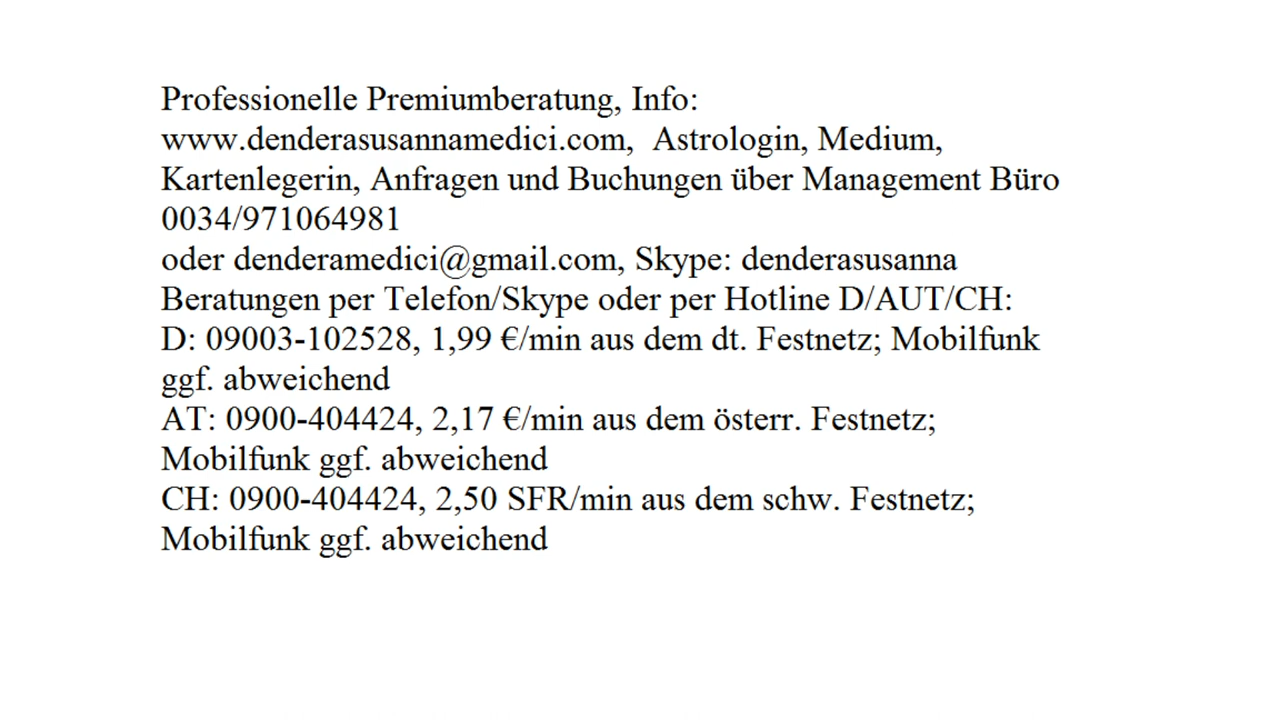 Professionelle Premiumberatung, Info:
www.denderasusannamedici.com,  Astrologin, Medium,
Kartenlegerin, Anfragen und Buchungen über Management Büro
0034/971064981
oder denderamedici@gmail.com, Skype: denderasusanna
Beratungen per Telefon/Skype oder per Hotline D/AUT/CH:
D: 09003-102528, 1,99 €/min aus dem dt. Festnetz; Mobilfunk
ggf. abweichend
AT: 0900-404424, 2,17 €/min aus dem österr. Festnetz;
Mobilfunk ggf. abweichend
CH: 0900-404424, 2,50 SFR/min aus dem schw. Festnetz;
Mobilfunk ggf. abweichend